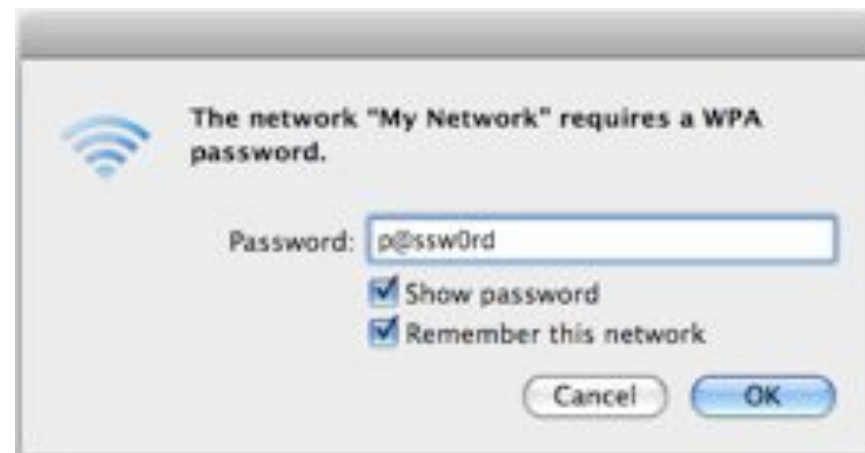 The network "My Network" requires a WPA
password.
Password: p@ssw0rd
Show password
Remember this network
Cancel OK